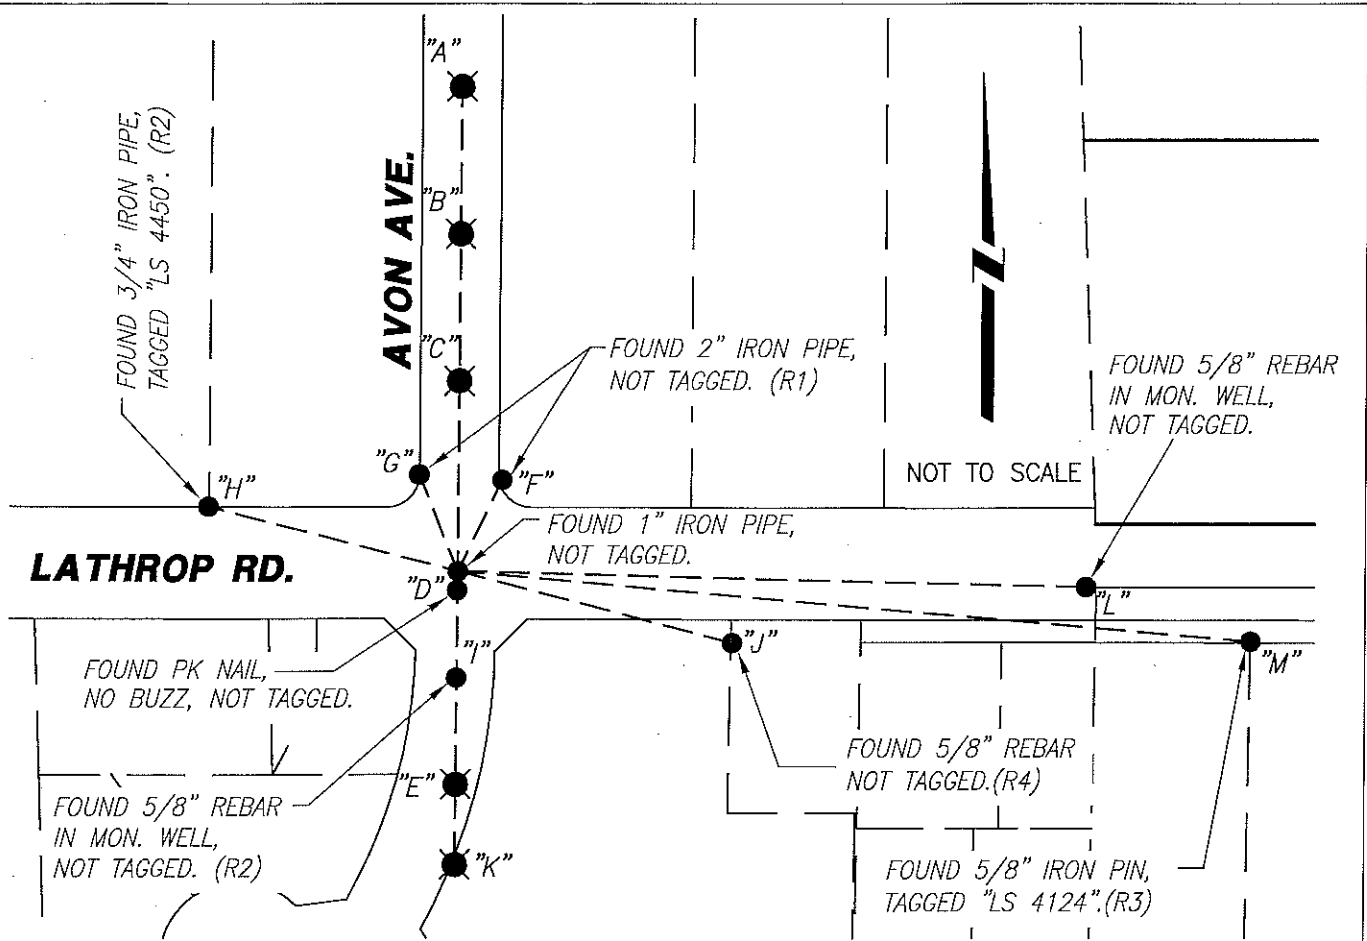 "A"
FOUND 3/4" IRON PIPE,
TAGGED "LS 4450". (R2)
AVON AVE.
"B"
"C"
FOUND 2" IRON PIPE,
NOT TAGGED. (R1)
FOUND 5/8" REBAR
IN MON. WELL,
NOT TAGGED.
"G"
"F"
NOT TO SCALE
"H"
FOUND 1" IRON PIPE,
NOT TAGGED.
LATHROP RD.
"D"
"L"
"J"
"M"
"I"
FOUND PK NAIL,
NO BUZZ, NOT TAGGED.
FOUND 5/8" REBAR
NOT TAGGED.(R4)
"E"
FOUND 5/8" REBAR
IN MON. WELL,
NOT TAGGED. (R2)
"K"
FOUND 5/8" IRON PIN,
TAGGED "LS 4124".(R3)